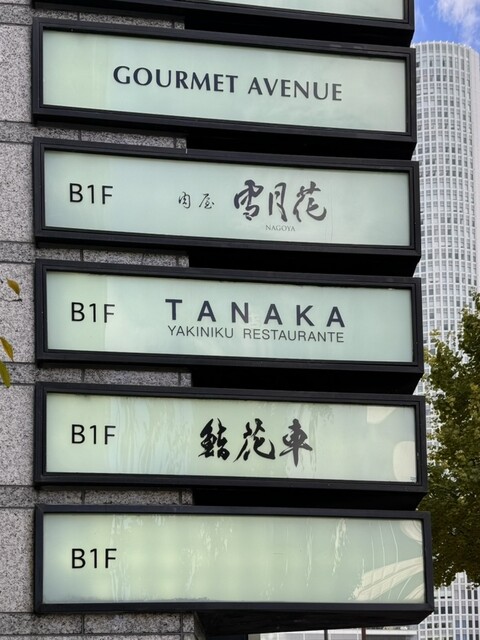 GOURMET AVENUE
B1F 肉屋 雪月花
NAGOYA
B1F TANAKA
YAKINIKU RESTAURANTE
B1F 鮨花車
B1F